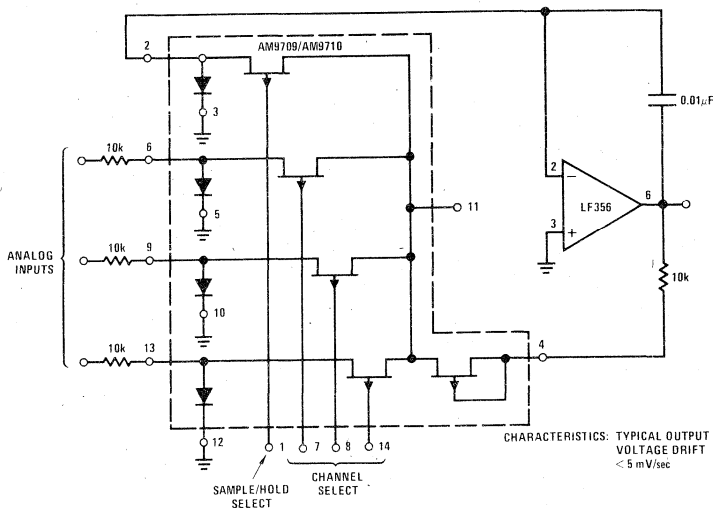 AM9709/AM9710
2
3
0.01μF
10k
6
5
2
3
LF356
6
11
ANALOG
INPUTS
10k
9
10
10k
10k
13
4
12
1
7
8
14
SAMPLE/HOLD
SELECT
CHANNEL
SELECT
CHARACTERISTICS: TYPICAL OUTPUT
VOLTAGE DRIFT
< 5 mV/sec